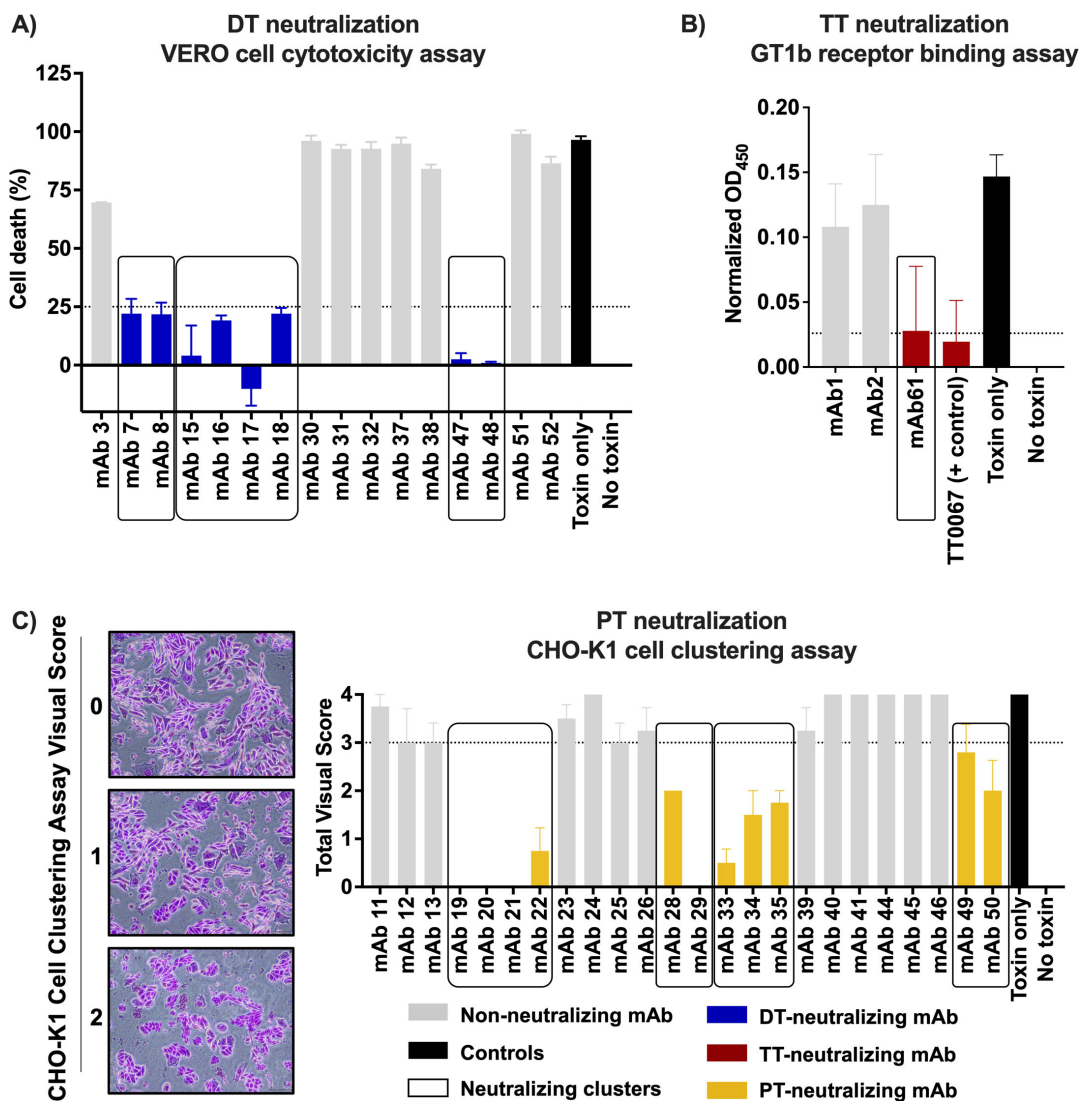 A)
DT neutralization
VERO cell cytotoxicity assay
Cell death (%)
125
100
75
50
25
0
mAb 3
mAb 7
mAb 8
mAb 15
mAb 16
mAb 17
mAb 18
mAb 30
mAb 31
mAb 32
mAb 37
mAb 38
mAb 47
mAb 48
mAb 51
mAb 52
Toxin only
No toxin
B)
TT neutralization
GT1b receptor binding assay
Normalized OD450
0.20
0.15
0.10
0.05
0.00
mAb1
mAb2
mAb61
TT0067 (+ control)
Toxin only
No toxin
C)
CHO-K1 Cell Clustering Assay Visual Score
0
1
2
PT neutralization
CHO-K1 cell clustering assay
Total Visual Score
4
3
2
1
0
mAb 11
mAb 12
mAb 13
mAb 19
mAb 20
mAb 21
mAb 22
mAb 23
mAb 24
mAb 25
mAb 26
mAb 28
mAb 29
mAb 33
mAb 34
mAb 35
mAb 39
mAb 40
mAb 41
mAb 44
mAb 45
mAb 46
mAb 49
mAb 50
Toxin only
No toxin
Non-neutralizing mAb
Controls
Neutralizing clusters
DT-neutralizing mAb
TT-neutralizing mAb
PT-neutralizing mAb